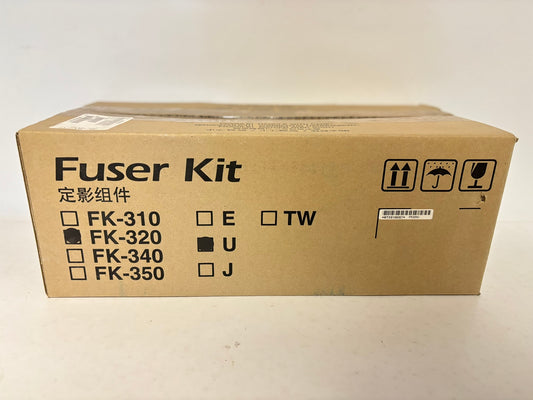 Fuser Kit
定影组件
FK-310
FK-320
FK-340
FK-350
E
U
J
TW